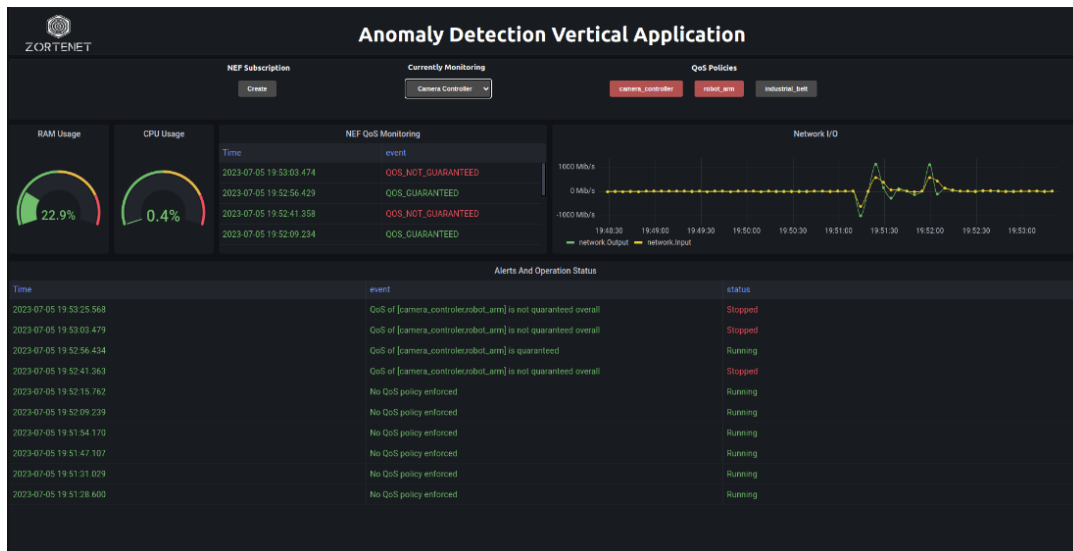 ZORTENET
Anomaly Detection Vertical Application
NEF Subscription
Currently Monitoring
QoS Policies
Create
Camera Controller
camera_controller
robot_arm
industrial_belt
RAM Usage
CPU Usage
NEF QoS Monitoring
Network I/O
22.9%
0.4%
Time event
2023-07-05 19:53:03.474 QOS_NOT_GUARANTEED
2023-07-05 19:52:56.429 QOS_GUARANTEED
2023-07-05 19:52:41.358 QOS_NOT_GUARANTEED
2023-07-05 19:52:09.234 QOS_GUARANTEED
1000 Mib/s
0 Mib/s
-1000 Mib/s
19:48:30 19:49:00 19:49:30 19:50:00 19:50:30 19:51:00 19:51:30 19:52:00 19:52:30 19:53:00
network.Output network.Input
Alerts And Operation Status
Time event status
2023-07-05 19:53:25.568 QoS of [camera_controler,robot_arm] is not quaranteed overall Stopped
2023-07-05 19:53:03.479 QoS of [camera_controler,robot_arm] is not quaranteed overall Stopped
2023-07-05 19:52:56.434 QoS of [camera_controler,robot_arm] is quaranteed Running
2023-07-05 19:52:41.363 QoS of [camera_controler,robot_arm] is not quaranteed overall Stopped
2023-07-05 19:52:15.762 No QoS policy enforced Running
2023-07-05 19:52:09.239 No QoS policy enforced Running
2023-07-05 19:51:54.170 No QoS policy enforced Running
2023-07-05 19:51:47.107 No QoS policy enforced Running
2023-07-05 19:51:31.029 No QoS policy enforced Running
2023-07-05 19:51:28.600 No QoS policy enforced Running